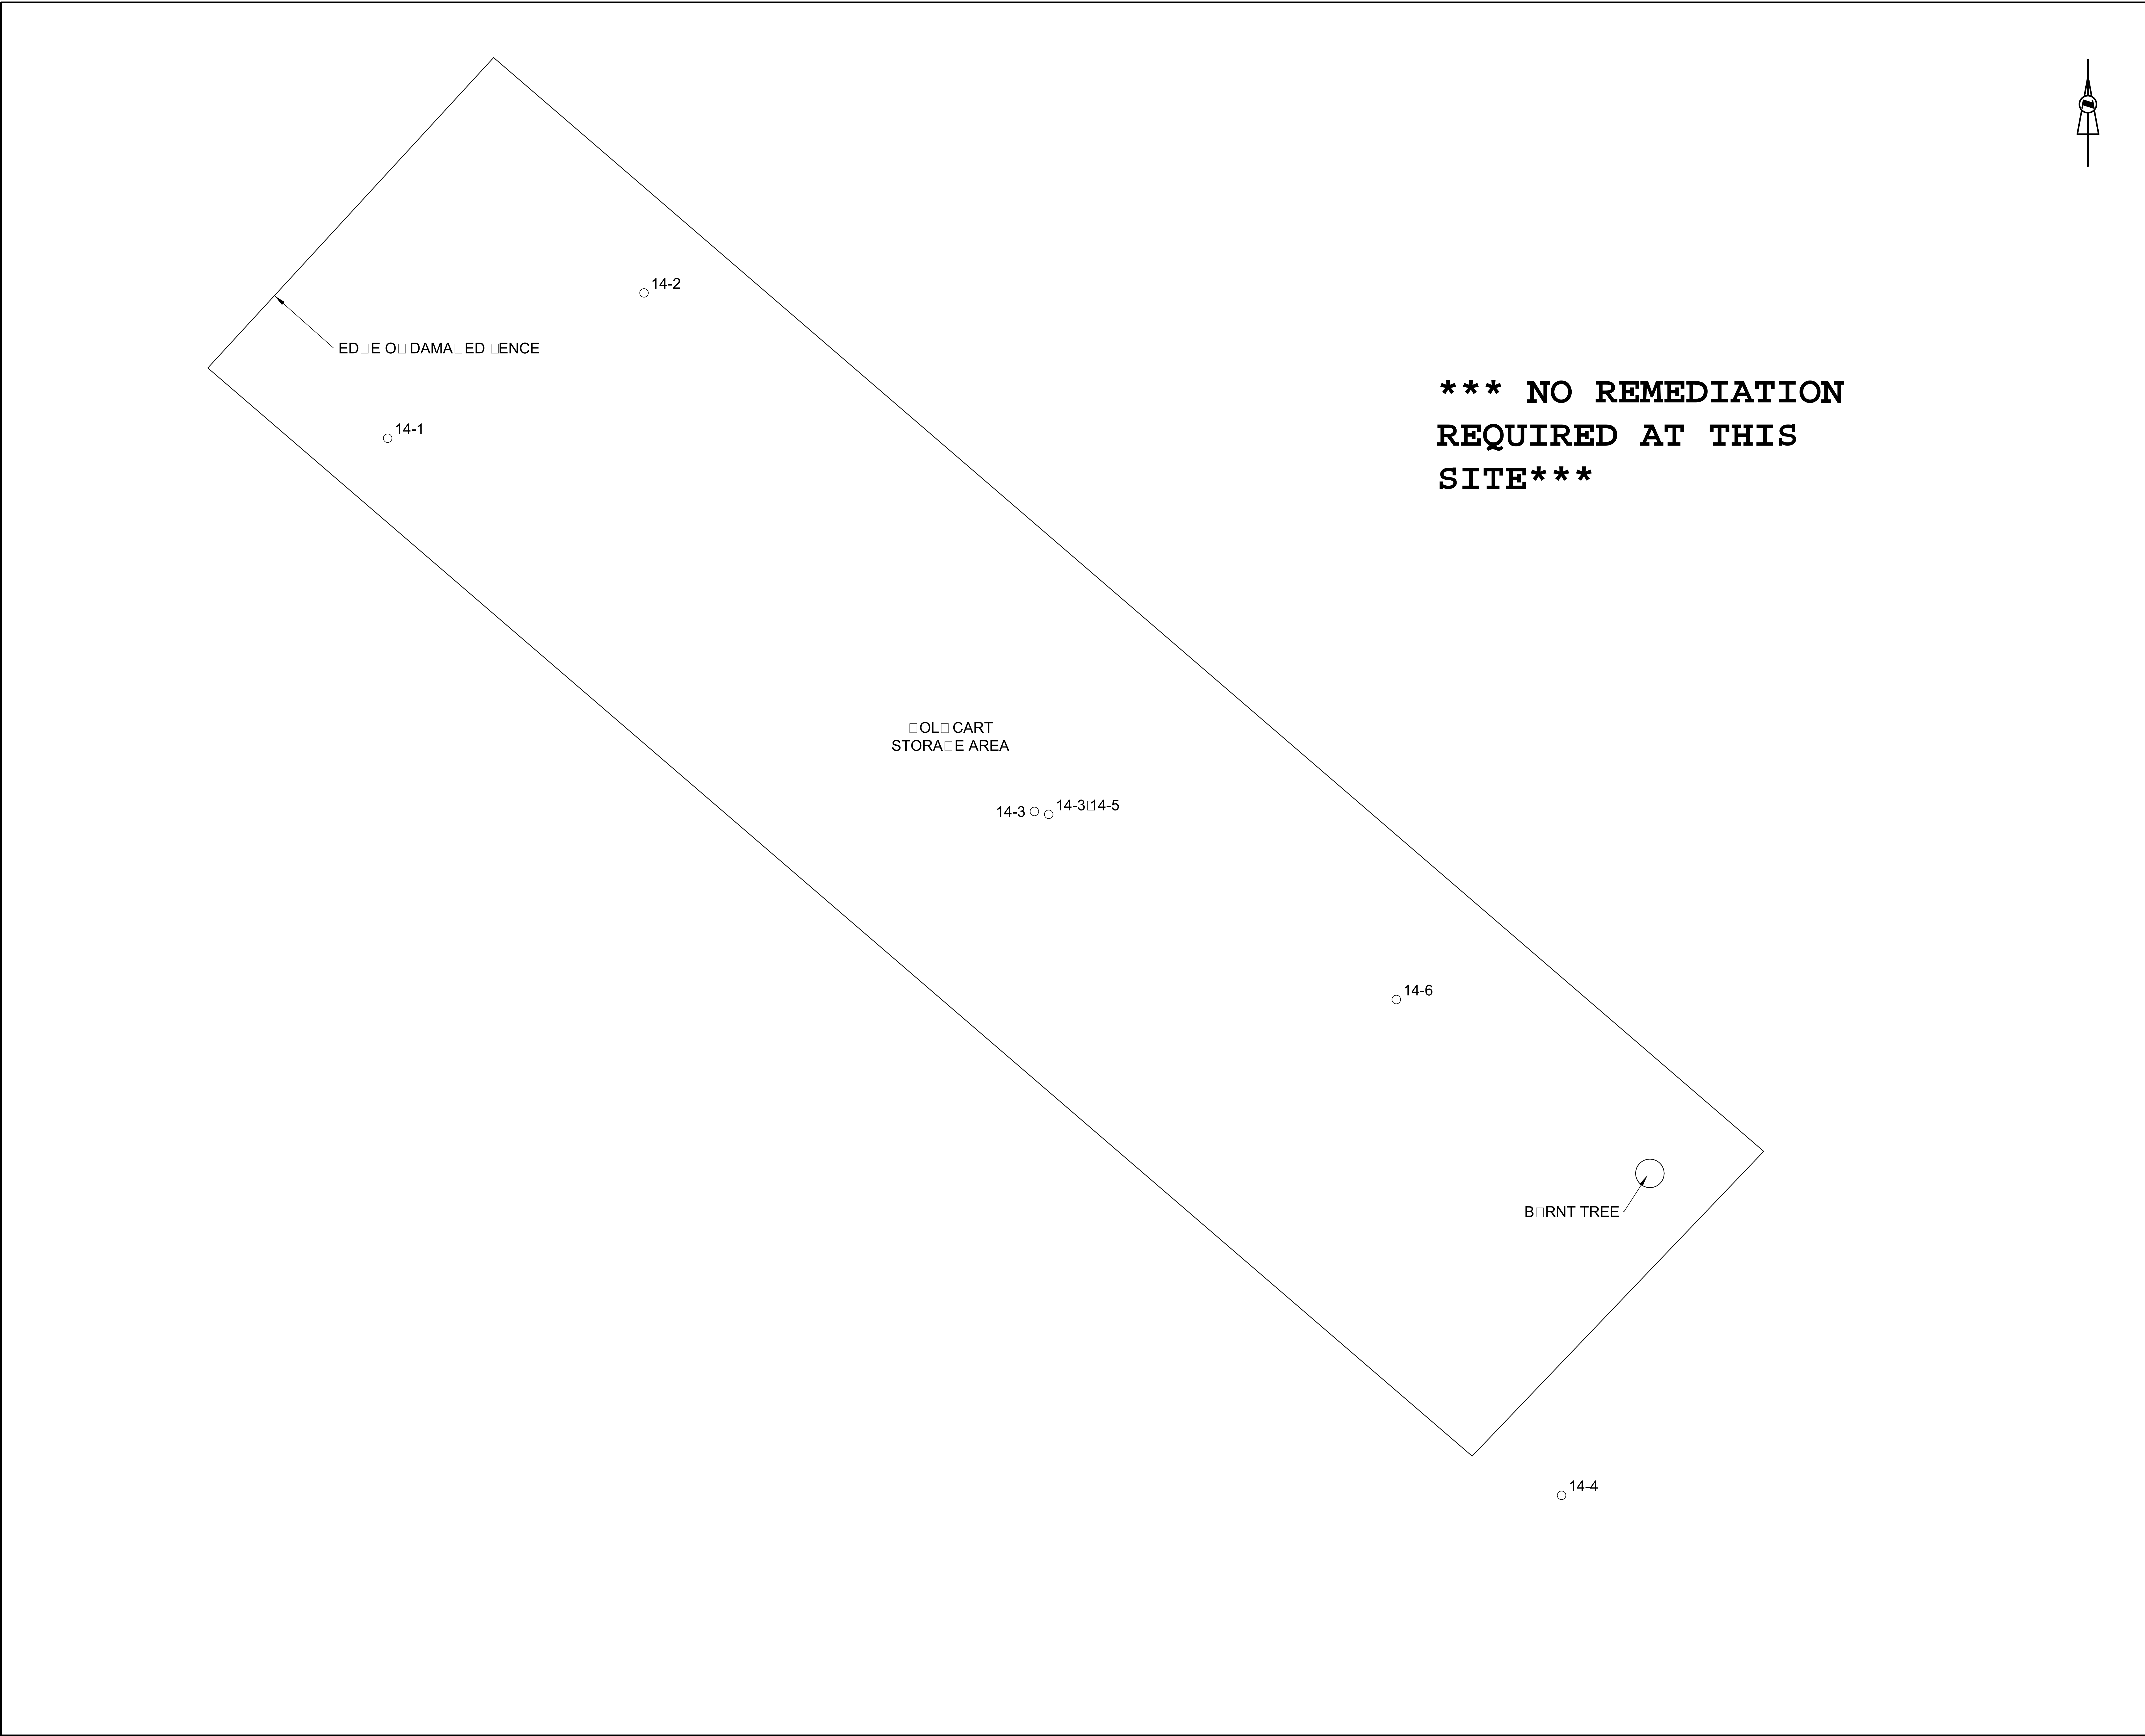 14-2
ED□E O□ DAMA□ED □ENCE
*** NO REMEDIATION
REQUIRED AT THIS
SITE***
14-1
□OL□ CART
STORA□E AREA
14-3
14-3□14-5
14-6
B□RNT TREE
14-4